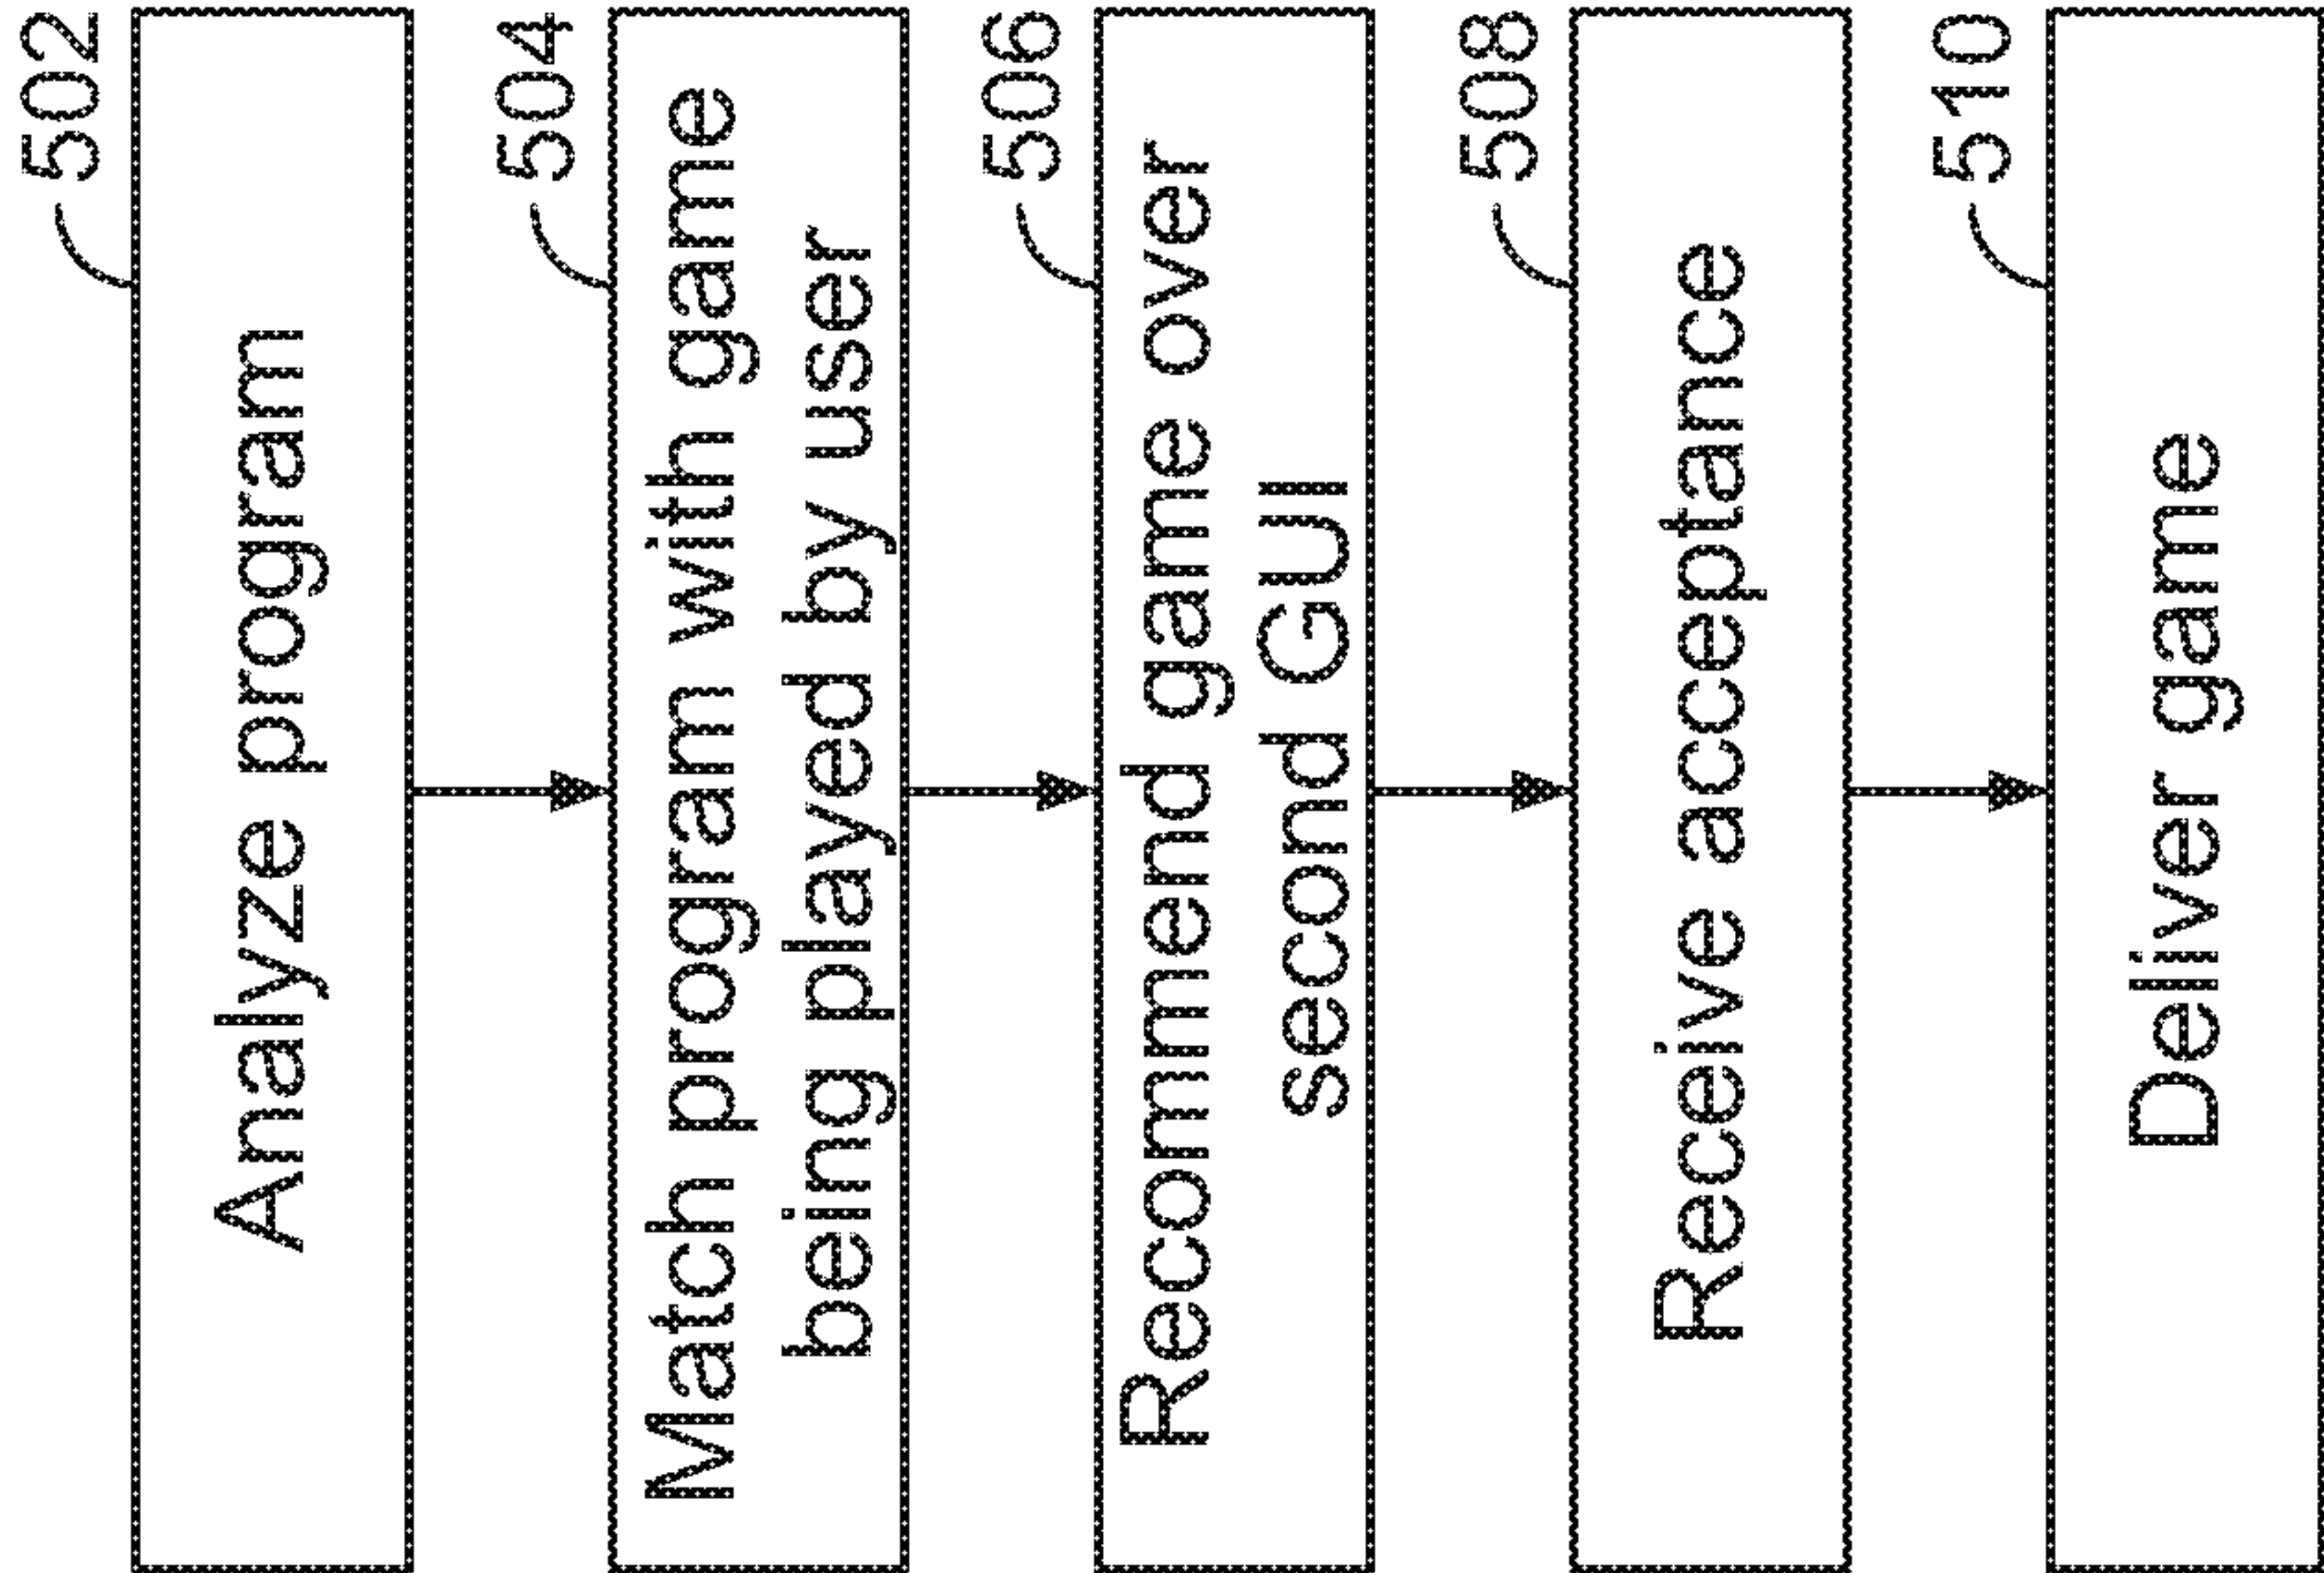 502
Analyze program
504
Match program with game
being played by user
506
Recommend game over
second GUI
508
Receive acceptance
510
Deliver game